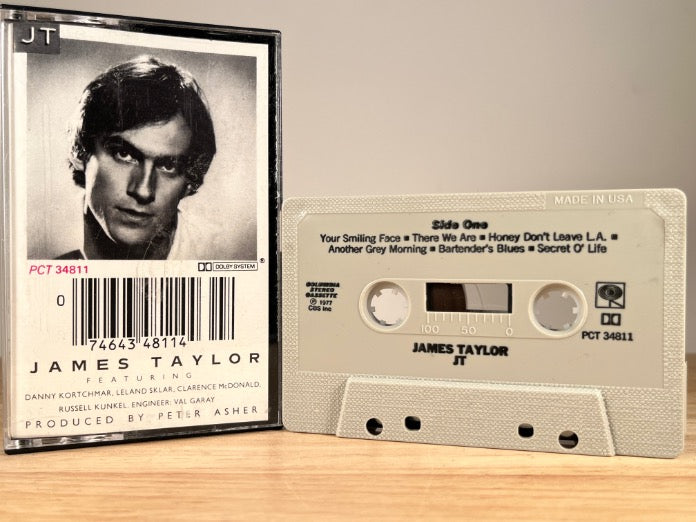 JT
PCT 34811
DOLBY SYSTEM ®
0
74643 48114
JAMES TAYLOR
FEATURING
DANNY KORTCHMAR, LELAND SKLAR, CLARENCE McDONALD,
RUSSELL KUNKEL. ENGINEER: VAL GARAY
PRODUCED BY PETER ASHER
MADE IN USA
Side One
Your Smiling Face ■ There We Are ■ Honey Don't Leave L.A. ■
Another Grey Morning ■ Bartender's Blues ■ Secret O' Life
COLUMBIA
STEREO
CASSETTE
℗ 1977
CBS Inc
100 50 0
PCT 34811
JAMES TAYLOR
JT